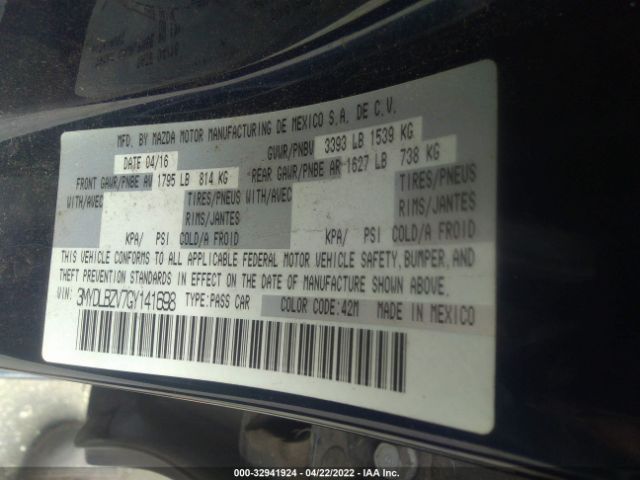 MFD. BY MAZDA MOTOR MANUFACTURING DE MEXICO S.A. DE C.V.
DATE 04/16 GVWR/PNBV 3393 LB 1539 KG
FRONT GAWR/PNBE AV 1795 LB 814 KG REAR GAWR/PNBE AR 1627 LB 738 KG
WITH/AVEC TIRES/PNEUS WITH/AVEC TIRES/PNEUS
RIMS/JANTES RIMS/JANTES
KPA/ PSI COLD/A FROID KPA/ PSI COLD/A FROID
THIS VEHICLE CONFORMS TO ALL APPLICABLE FEDERAL MOTOR VEHICLE SAFETY, BUMPER, AND
THEFT PREVENTION STANDARDS IN EFFECT ON THE DATE OF MANUFACTURE SHOWN ABOVE.
VIN: 3MYDLBZV7GY141698 TYPE: PASS CAR COLOR CODE: 42M MADE IN MEXICO
000-32941924 - 04/22/2022 - IAA Inc.